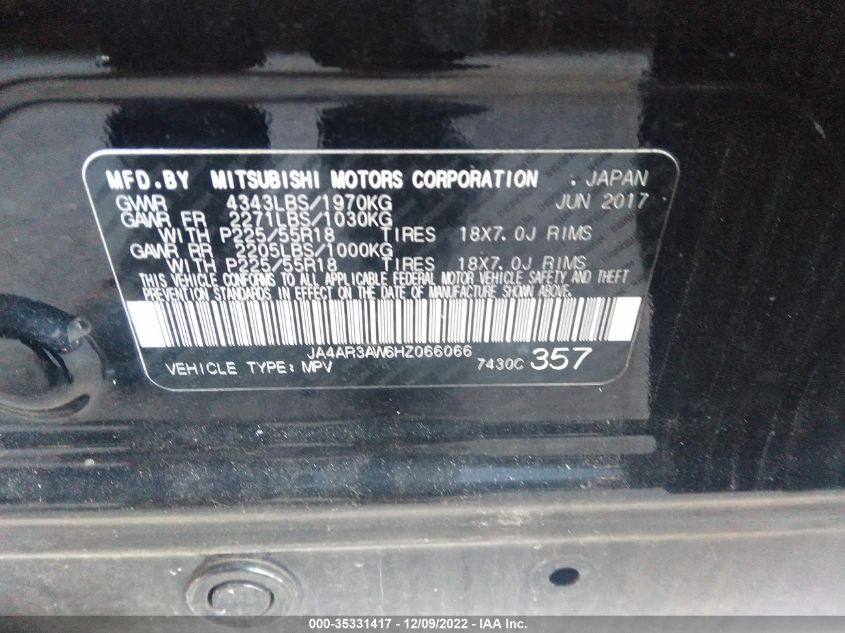 MFD.BY MITSUBISHI MOTORS CORPORATION . JAPAN
GVWR 4343LBS/1970KG JUN 2017
GAWR FR 2271LBS/1030KG
WITH P225/55R18 TIRES 18X7.0J RIMS
GAWR RR 2205LBS/1000KG
WITH P225/55R18 TIRES 18X7.0J RIMS
THIS VEHICLE CONFORMS TO ALL APPLICABLE FEDERAL MOTOR VEHICLE SAFETY AND THEFT
PREVENTION STANDARDS IN EFFECT ON THE DATE OF MANUFACTURE SHOWN ABOVE.
JA4AR3AW6HZ066066
VEHICLE TYPE: MPV 7430C 357
000-35331417 - 12/09/2022 - IAA Inc.